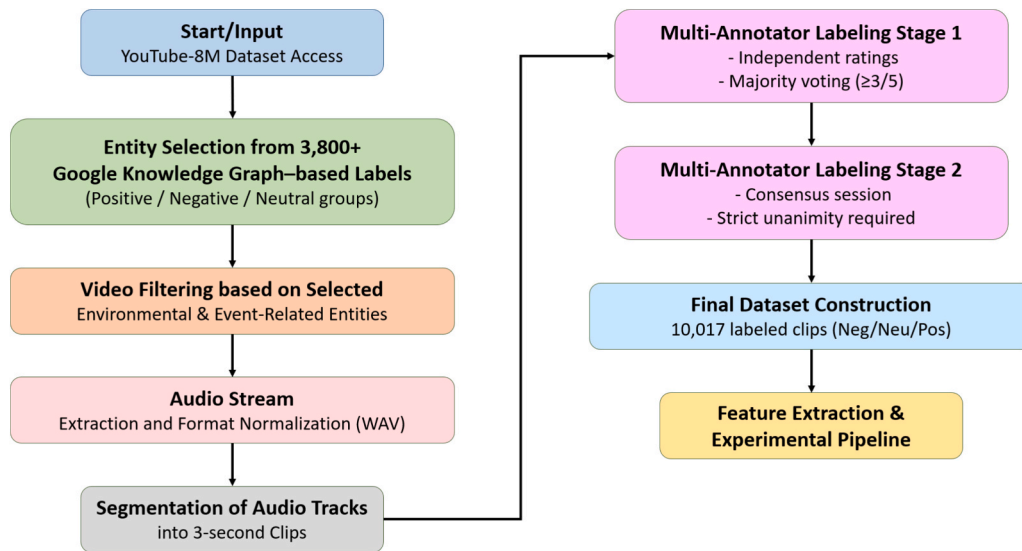 Start/Input
YouTube-8M Dataset Access
Entity Selection from 3,800+
Google Knowledge Graph–based Labels
(Positive / Negative / Neutral groups)
Video Filtering based on Selected
Environmental & Event-Related Entities
Audio Stream
Extraction and Format Normalization (WAV)
Segmentation of Audio Tracks
into 3-second Clips
Multi-Annotator Labeling Stage 1
- Independent ratings
- Majority voting (≥3/5)
Multi-Annotator Labeling Stage 2
- Consensus session
- Strict unanimity required
Final Dataset Construction
10,017 labeled clips (Neg/Neu/Pos)
Feature Extraction &
Experimental Pipeline